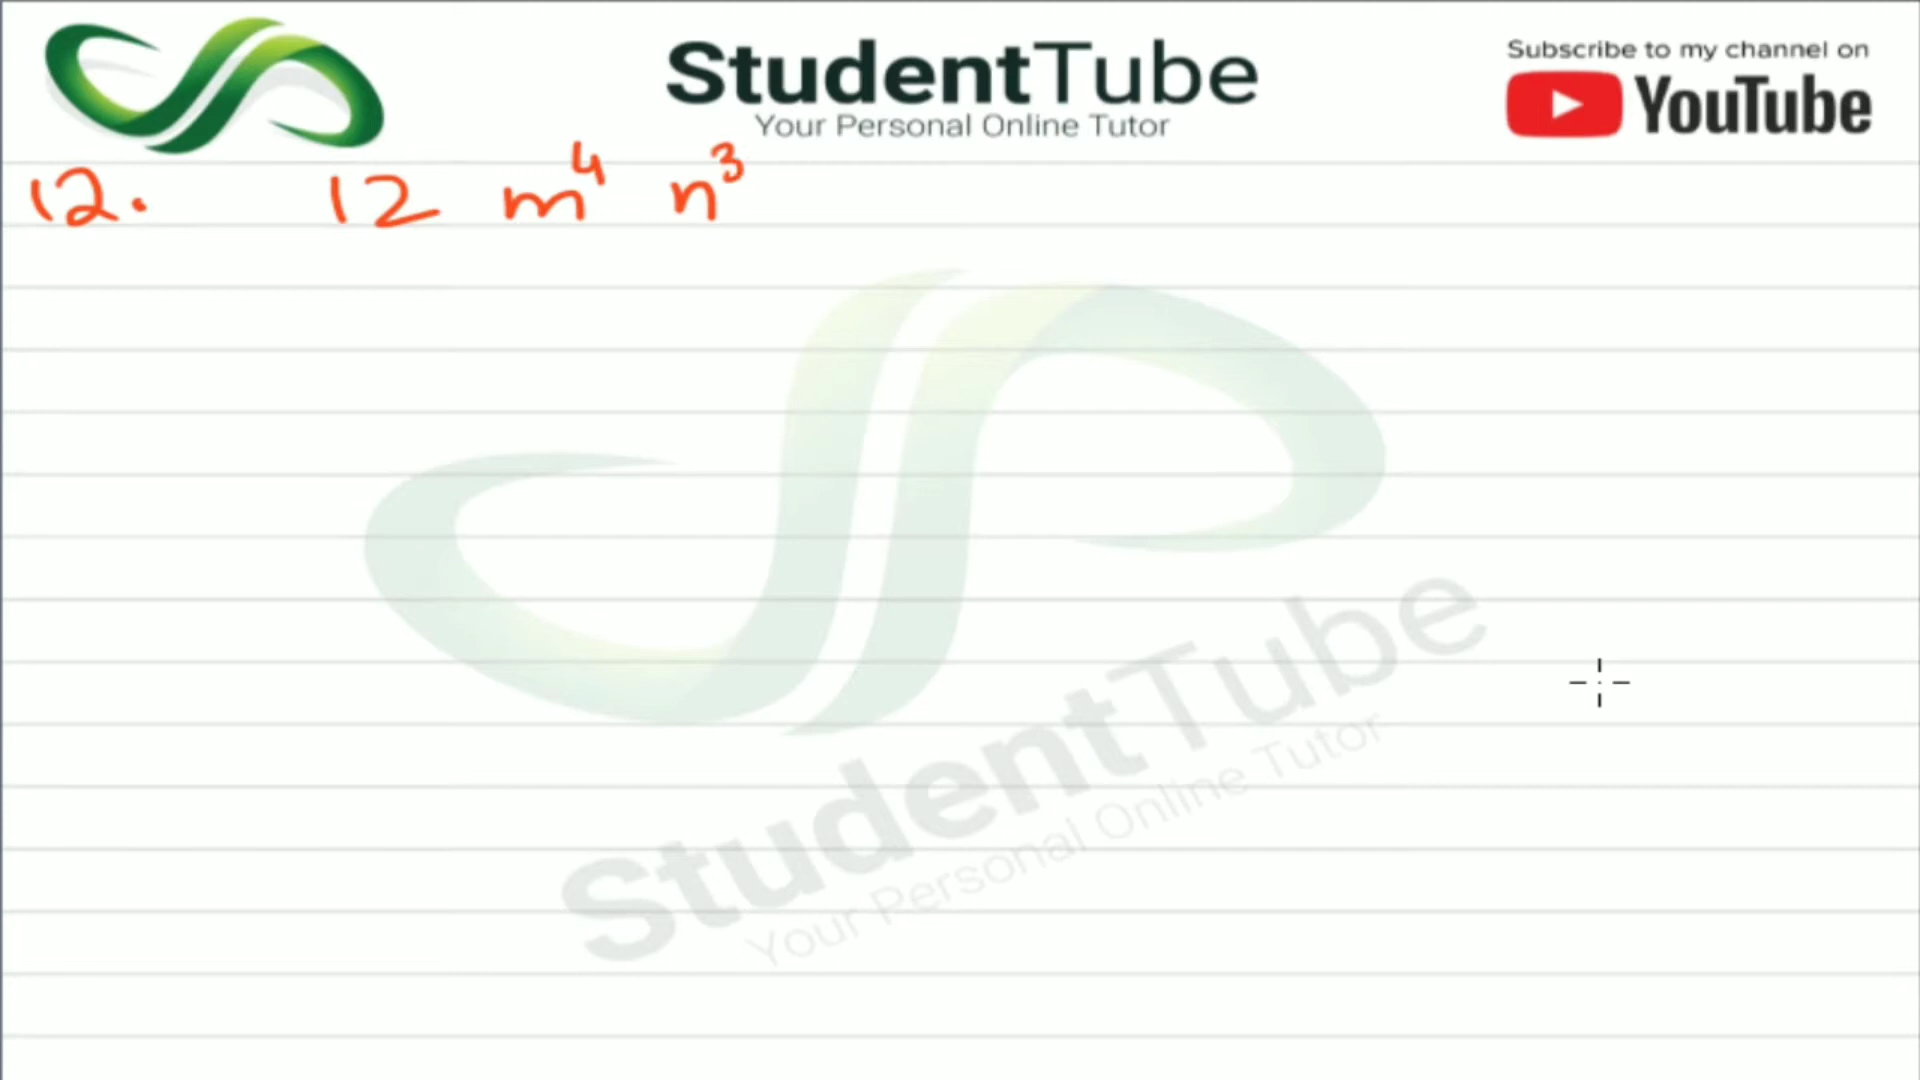 StudentTube
Your Personal Online Tutor
Subscribe to my channel on
YouTube
12. 12 m⁴ n³
StudentTube
Your Personal Online Tutor